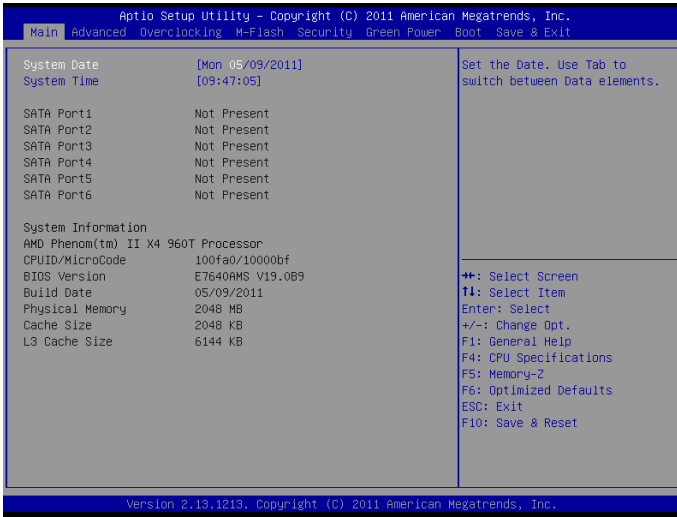 Aptio Setup Utility – Copyright (C) 2011 American Megatrends, Inc.
Main Advanced Overclocking M-Flash Security Green Power Boot Save & Exit
System Date [Mon 05/09/2011]
System Time [09:47:05]
SATA Port1 Not Present
SATA Port2 Not Present
SATA Port3 Not Present
SATA Port4 Not Present
SATA Port5 Not Present
SATA Port6 Not Present
System Information
AMD Phenom(tm) II X4 960T Processor
CPUID/MicroCode 100fa0/10000bf
BIOS Version E7640AMS V19.0B9
Build Date 05/09/2011
Physical Memory 2048 MB
Cache Size 2048 KB
L3 Cache Size 6144 KB
Set the Date. Use Tab to
switch between Data elements.
→←: Select Screen
↑↓: Select Item
Enter: Select
+/-: Change Opt.
F1: General Help
F4: CPU Specifications
F5: Memory-Z
F6: Optimized Defaults
ESC: Exit
F10: Save & Reset
Version 2.13.1213. Copyright (C) 2011 American Megatrends, Inc.